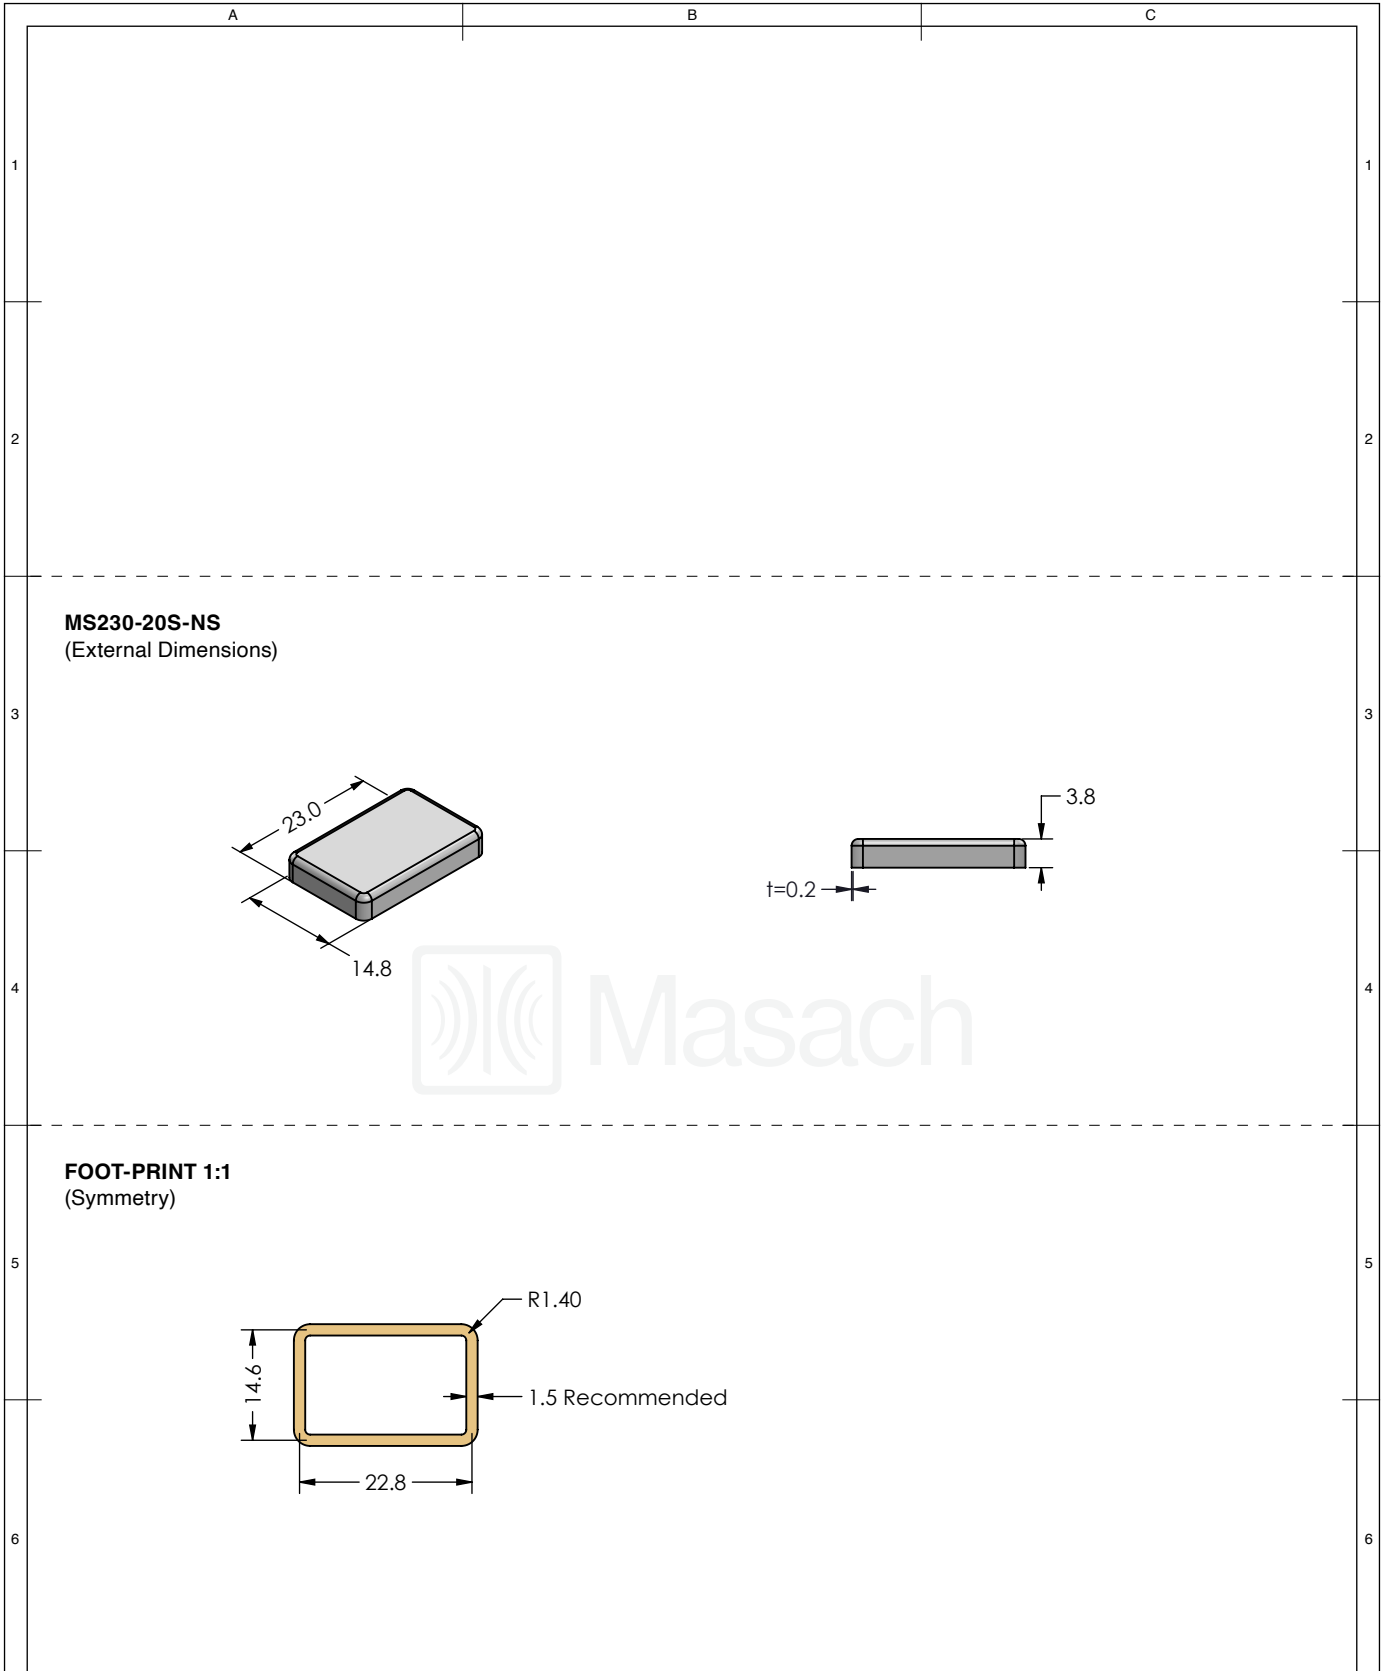 A B C
1 1
2 2
MS230-20S-NS
(External Dimensions)
3 3
23.0
3.8
t=0.2
14.8
4 4
Masach
FOOT-PRINT 1:1
(Symmetry)
5 5
R1.40
14.6
1.5 Recommended
22.8
6 6